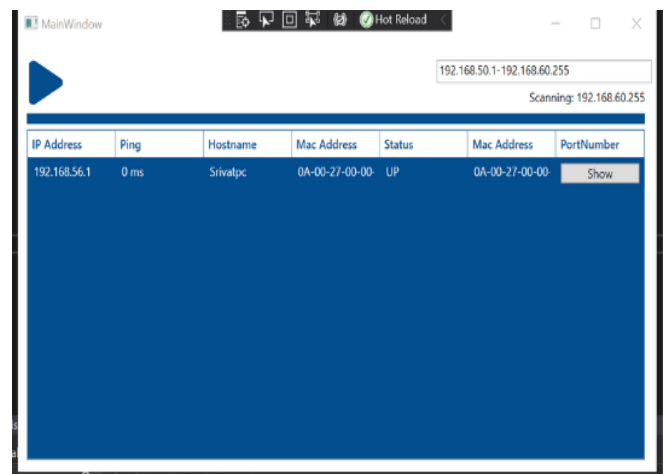 MainWindow
Hot Reload
192.168.50.1-192.168.60.255
Scanning: 192.168.60.255
IP Address Ping Hostname Mac Address Status Mac Address PortNumber
192.168.56.1 0 ms Srivatpc 0A-00-27-00-00- UP 0A-00-27-00-00- Show